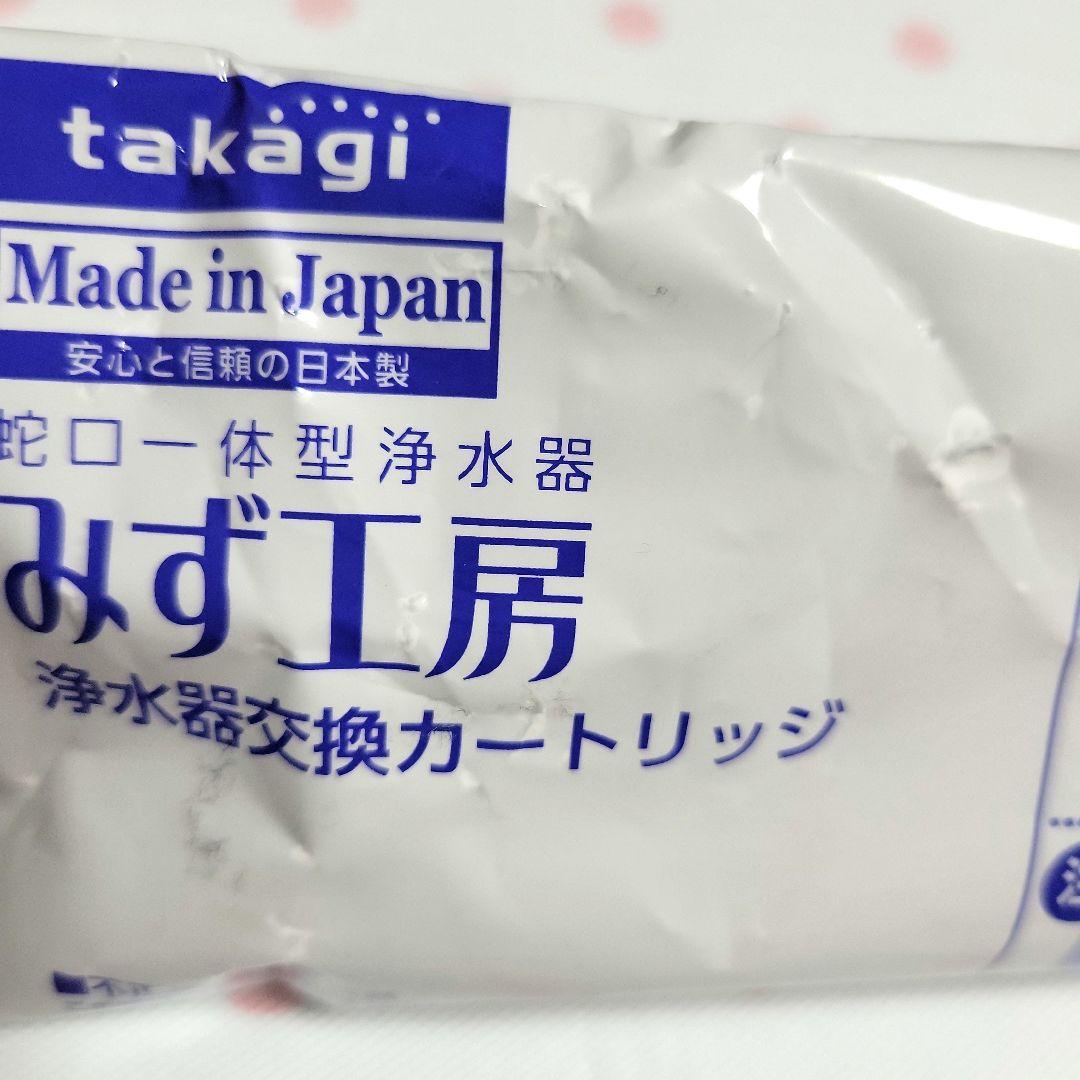 takagi
Made in Japan
安心と信頼の日本製
蛇口一体型浄水器
みず工房
浄水器交換カートリッジ